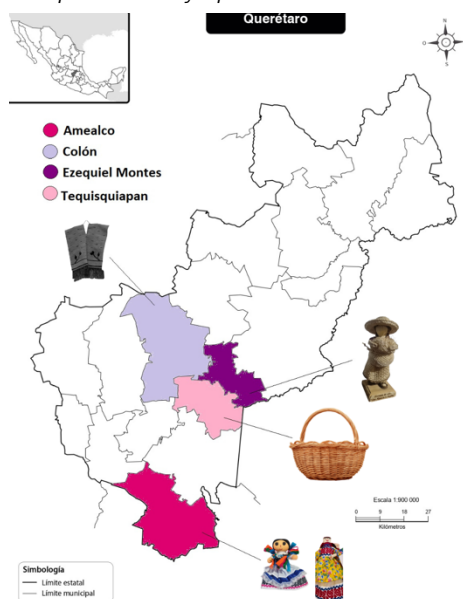 Querétaro
N
O
E
S
Amealco
Colón
Ezequiel Montes
Tequisquiapan
Escala 1:900 000
0 9 18 27
Kilómetros
Simbología
Límite estatal
Límite municipal